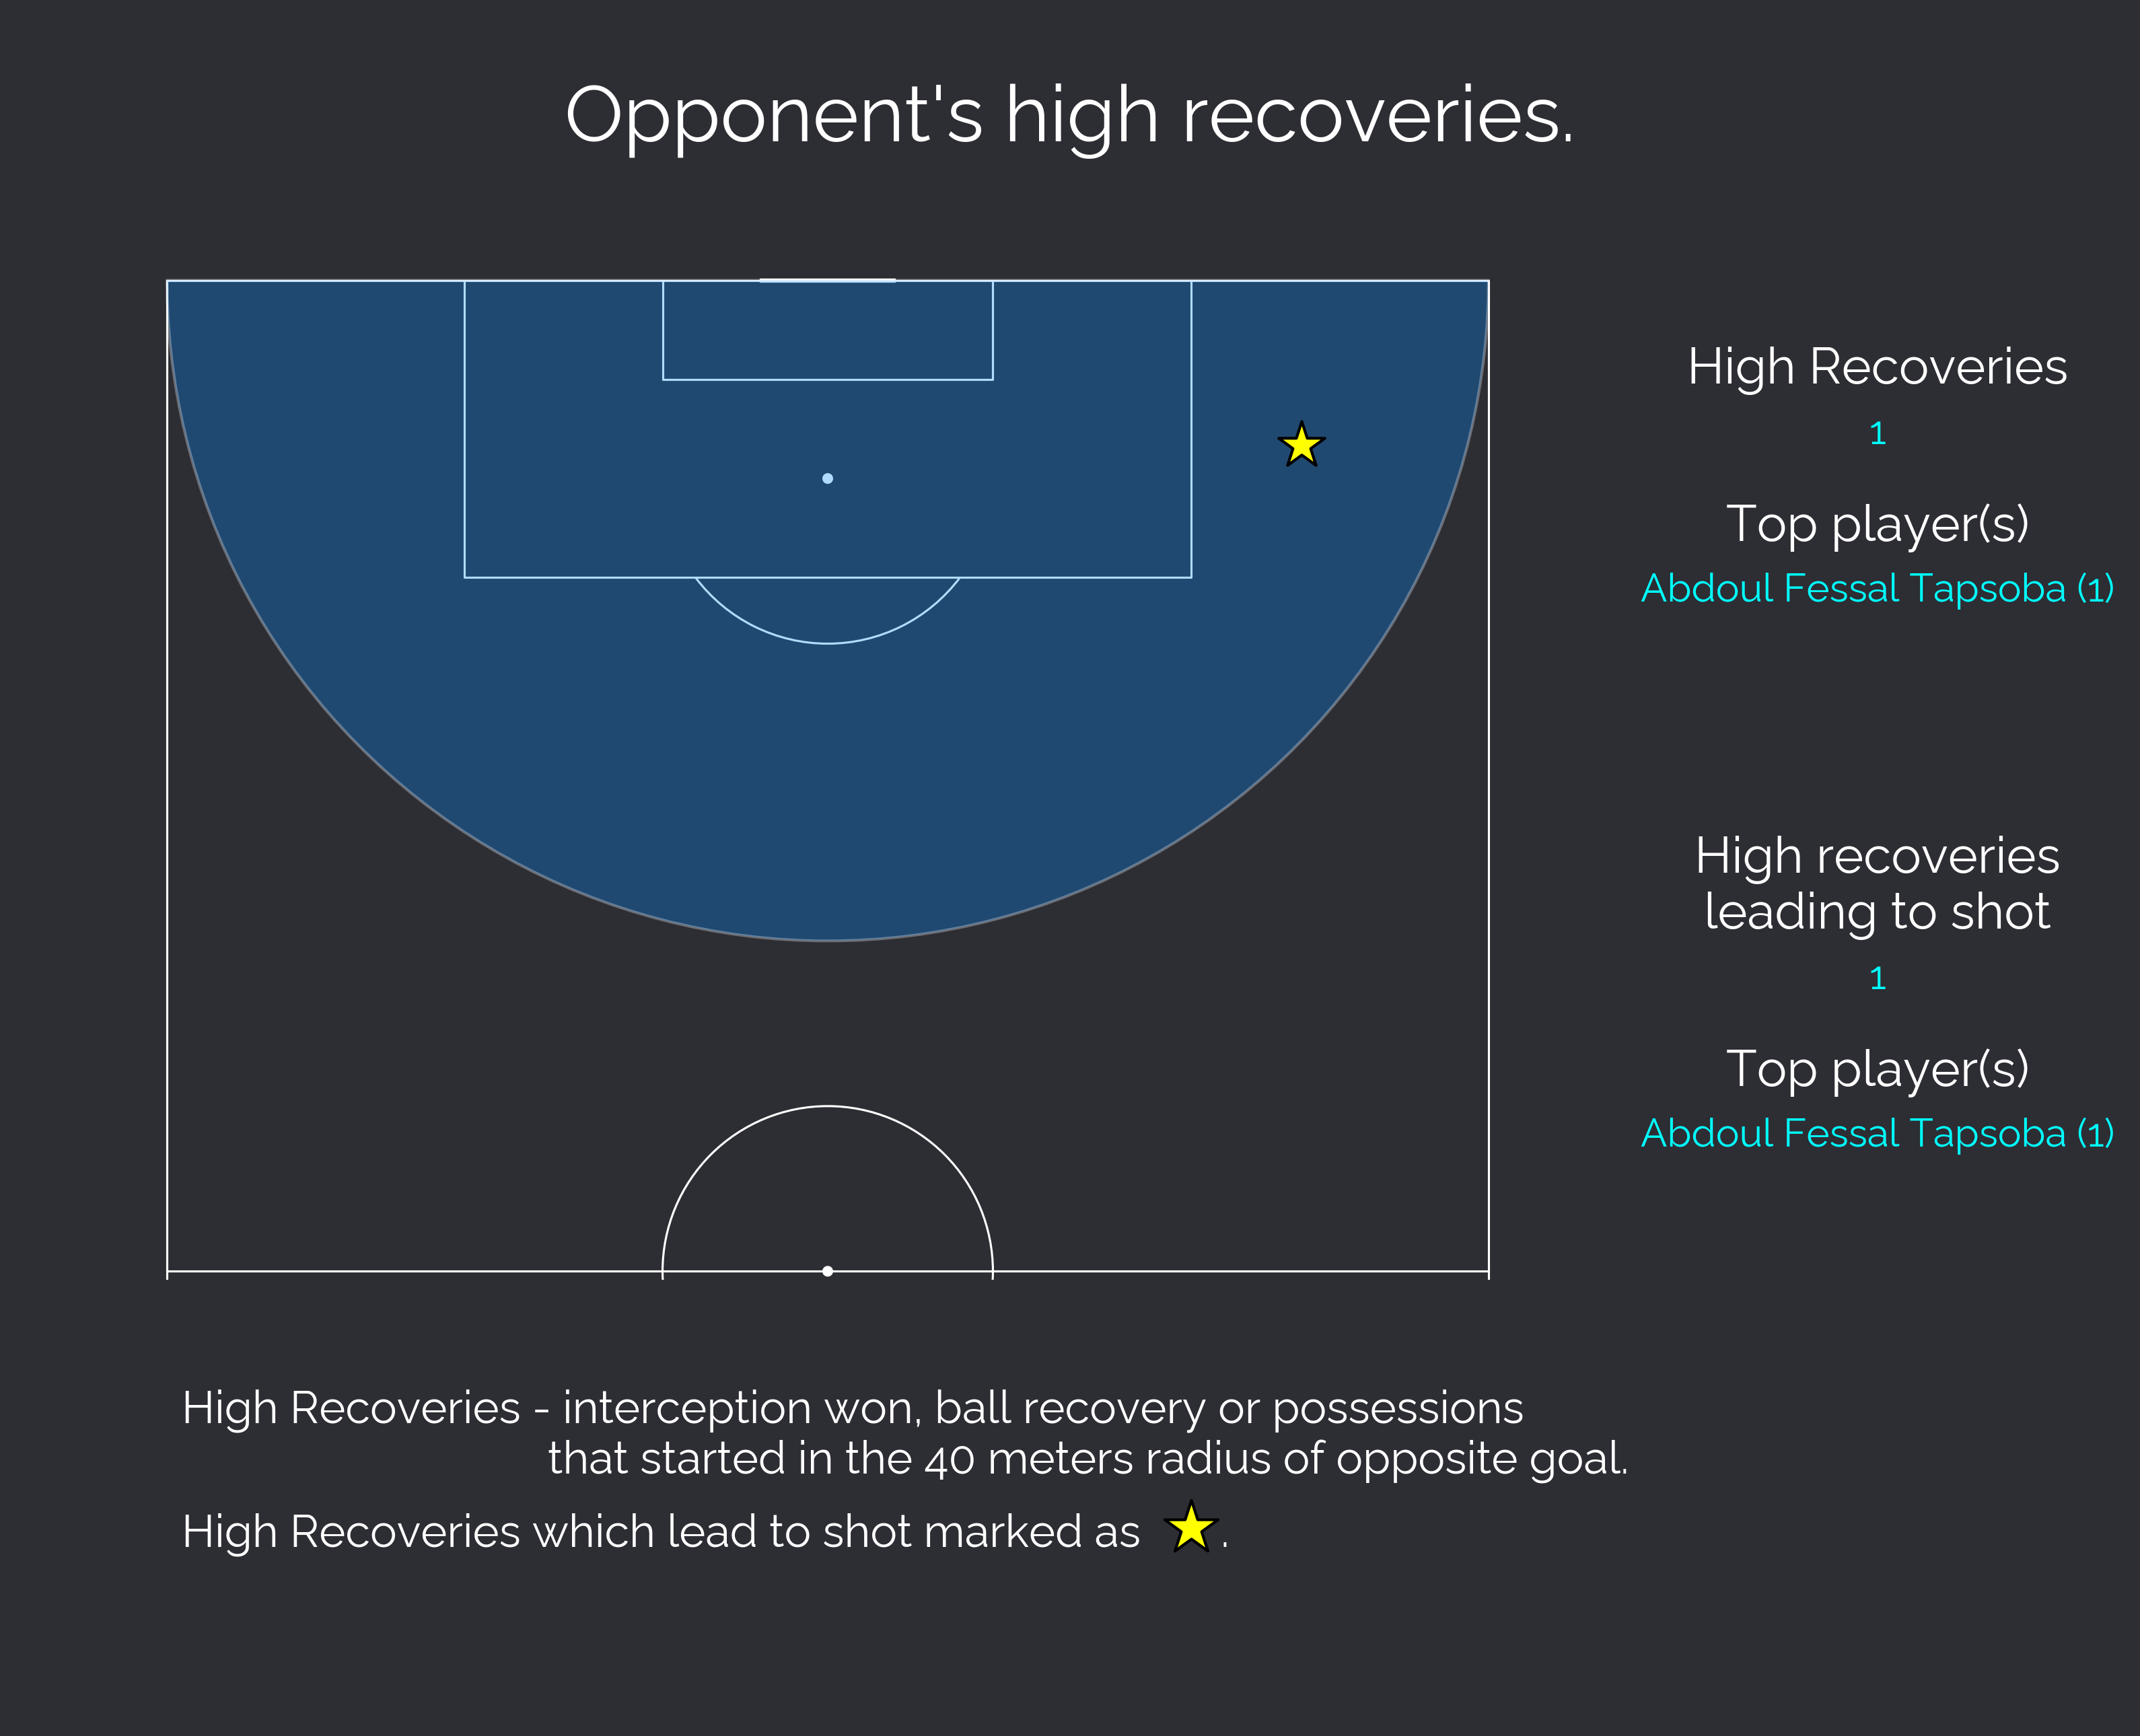 Opponent's high recoveries.
High Recoveries
1
Top player(s)
Abdoul Fessal Tapsoba (1)
High recoveries
leading to shot
1
Top player(s)
Abdoul Fessal Tapsoba (1)
High Recoveries - interception won, ball recovery or possessions
that started in the 40 meters radius of opposite goal.
High Recoveries which lead to shot marked as .